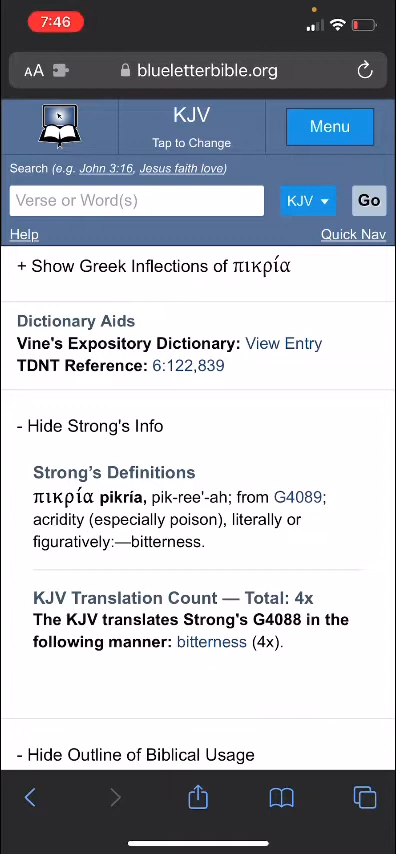 7:46
AA blueletterbible.org
KJV
Tap to Change
Menu
Search (e.g. John 3:16, Jesus faith love)
Verse or Word(s) KJV Go
Help Quick Nav
+ Show Greek Inflections of πικρία
Dictionary Aids
Vine's Expository Dictionary: View Entry
TDNT Reference: 6:122,839
- Hide Strong's Info
Strong’s Definitions
πικρία pikría, pik-ree'-ah; from G4089;
acridity (especially poison), literally or
figuratively:—bitterness.
KJV Translation Count — Total: 4x
The KJV translates Strong's G4088 in the
following manner: bitterness (4x).
- Hide Outline of Biblical Usage